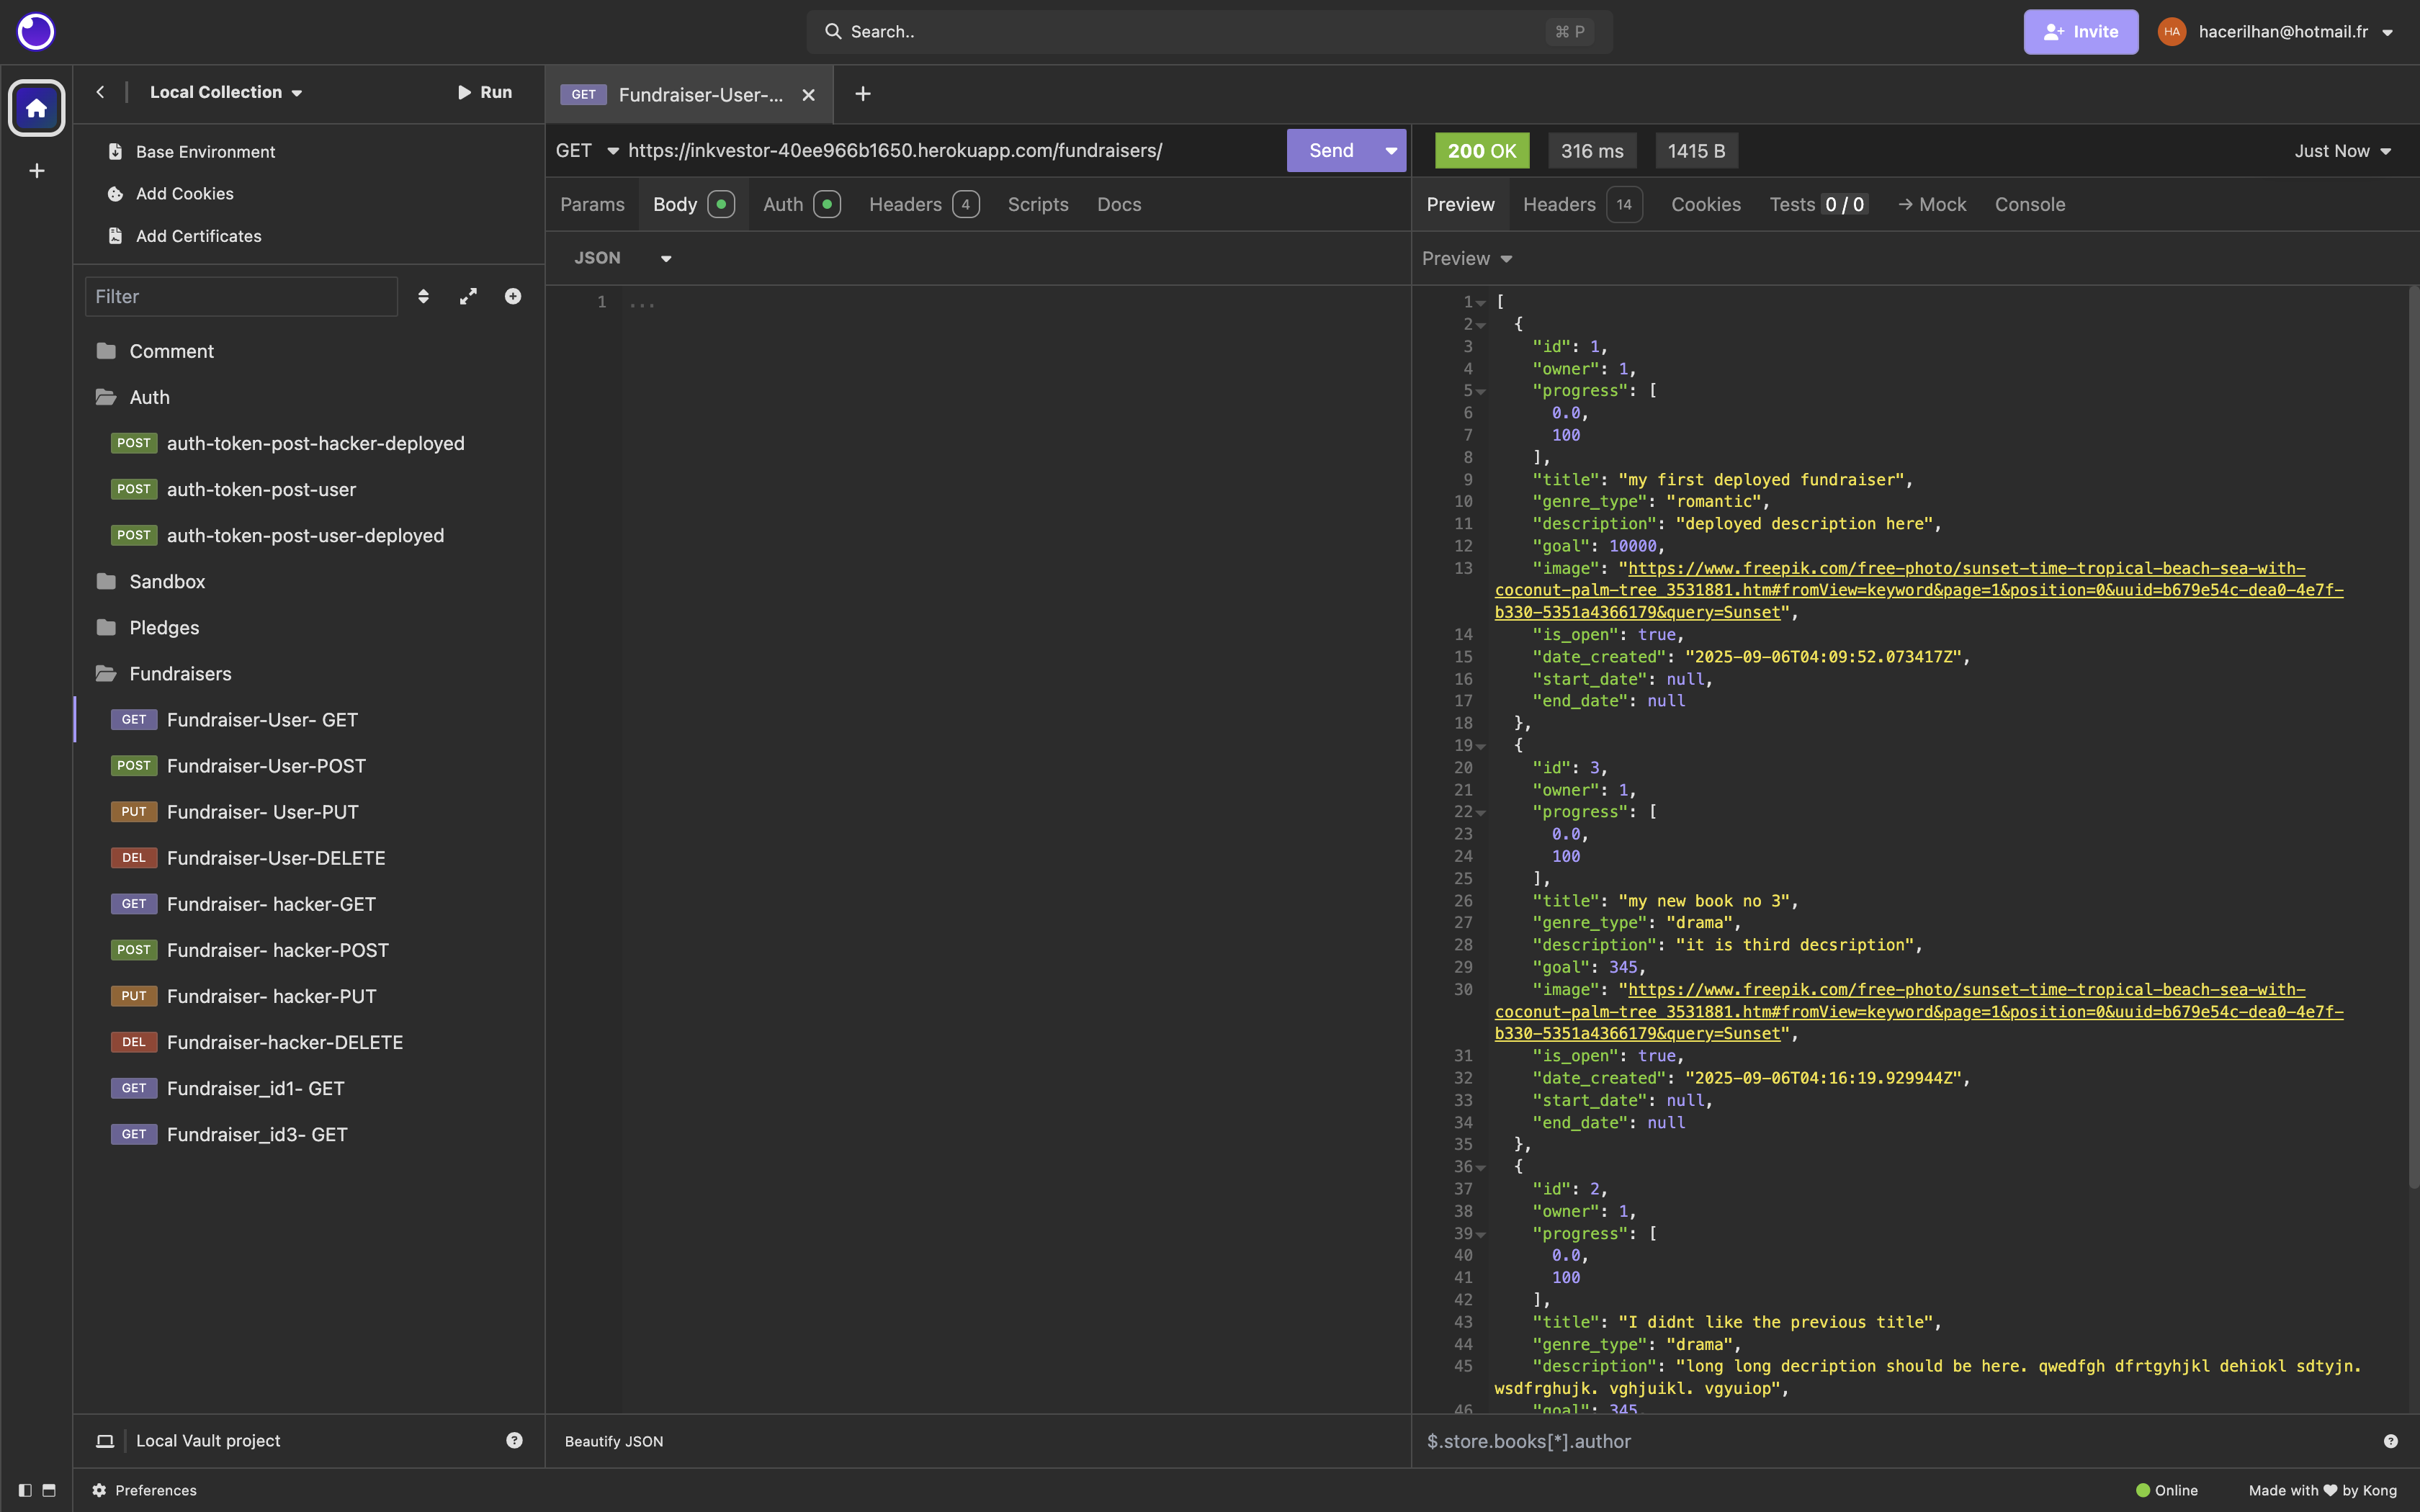 Search..
⌘ P
Invite
HA
hacerilhan@hotmail.fr
Local Collection
Run
Base Environment
Add Cookies
Add Certificates
Filter
Comment
Auth
POST auth-token-post-hacker-deployed
POST auth-token-post-user
POST auth-token-post-user-deployed
Sandbox
Pledges
Fundraisers
GET Fundraiser-User- GET
POST Fundraiser-User-POST
PUT Fundraiser- User-PUT
DEL Fundraiser-User-DELETE
GET Fundraiser- hacker-GET
POST Fundraiser- hacker-POST
PUT Fundraiser- hacker-PUT
DEL Fundraiser-hacker-DELETE
GET Fundraiser_id1- GET
GET Fundraiser_id3- GET
Local Vault project
Preferences
GET Fundraiser-User-...
GET https://inkvestor-40ee966b1650.herokuapp.com/fundraisers/
Send
Params Body Auth Headers 4 Scripts Docs
JSON
1 ...
Beautify JSON
200 OK 316 ms 1415 B
Just Now
Preview Headers 14 Cookies Tests 0 / 0 → Mock Console
Preview
1 [
2 {
3 "id": 1,
4 "owner": 1,
5 "progress": [
6 0.0,
7 100
8 ],
9 "title": "my first deployed fundraiser",
10 "genre_type": "romantic",
11 "description": "deployed description here",
12 "goal": 10000,
13 "image": "https://www.freepik.com/free-photo/sunset-time-tropical-beach-sea-with-
coconut-palm-tree_3531881.htm#fromView=keyword&page=1&position=0&uuid=b679e54c-dea0-4e7f-
b330-5351a4366179&query=Sunset",
14 "is_open": true,
15 "date_created": "2025-09-06T04:09:52.073417Z",
16 "start_date": null,
17 "end_date": null
18 },
19 {
20 "id": 3,
21 "owner": 1,
22 "progress": [
23 0.0,
24 100
25 ],
26 "title": "my new book no 3",
27 "genre_type": "drama",
28 "description": "it is third decsription",
29 "goal": 345,
30 "image": "https://www.freepik.com/free-photo/sunset-time-tropical-beach-sea-with-
coconut-palm-tree_3531881.htm#fromView=keyword&page=1&position=0&uuid=b679e54c-dea0-4e7f-
b330-5351a4366179&query=Sunset",
31 "is_open": true,
32 "date_created": "2025-09-06T04:16:19.929944Z",
33 "start_date": null,
34 "end_date": null
35 },
36 {
37 "id": 2,
38 "owner": 1,
39 "progress": [
40 0.0,
41 100
42 ],
43 "title": "I didnt like the previous title",
44 "genre_type": "drama",
45 "description": "long long decription should be here. qwedfgh dfrtgyhjkl dehiokl sdtyjn.
wsdfrghujk. vghjuikl. vgyuiop",
46 "goal": 345,
$.store.books[*].author
Online
Made with ♥ by Kong